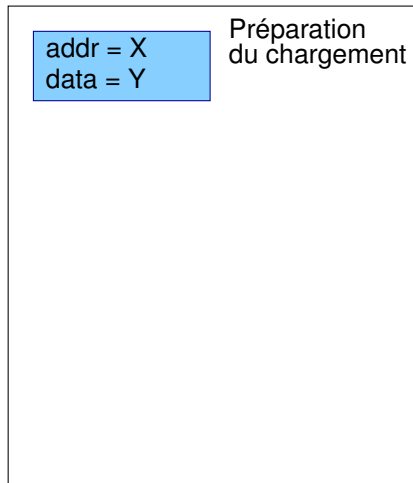 addr = X
data = Y
Préparation
du chargement